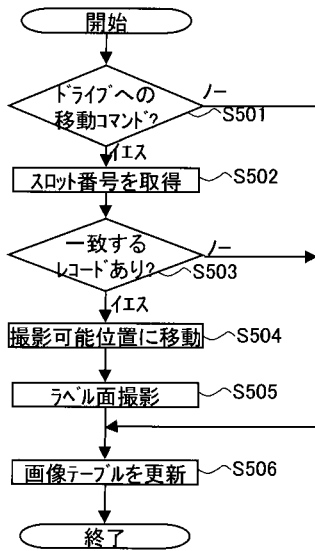 開始
ドライブへの
移動コマンド?
ノー
S501
イエス
スロット番号を取得
S502
一致する
レコードあり?
ノー
S503
イエス
撮影可能位置に移動
S504
ラベル面撮影
S505
画像テーブルを更新
S506
終了